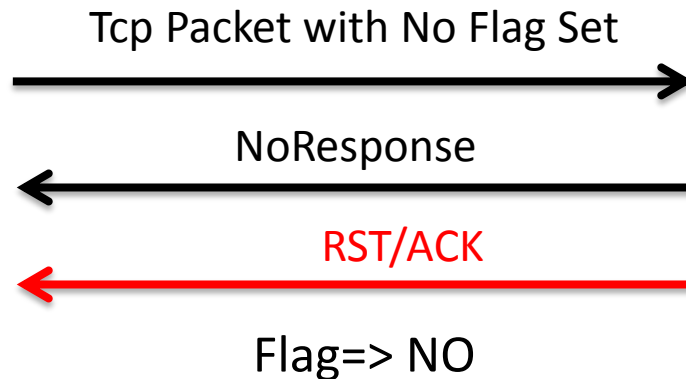 Tcp Packet with No Flag Set
NoResponse
RST/ACK
Flag=> NO